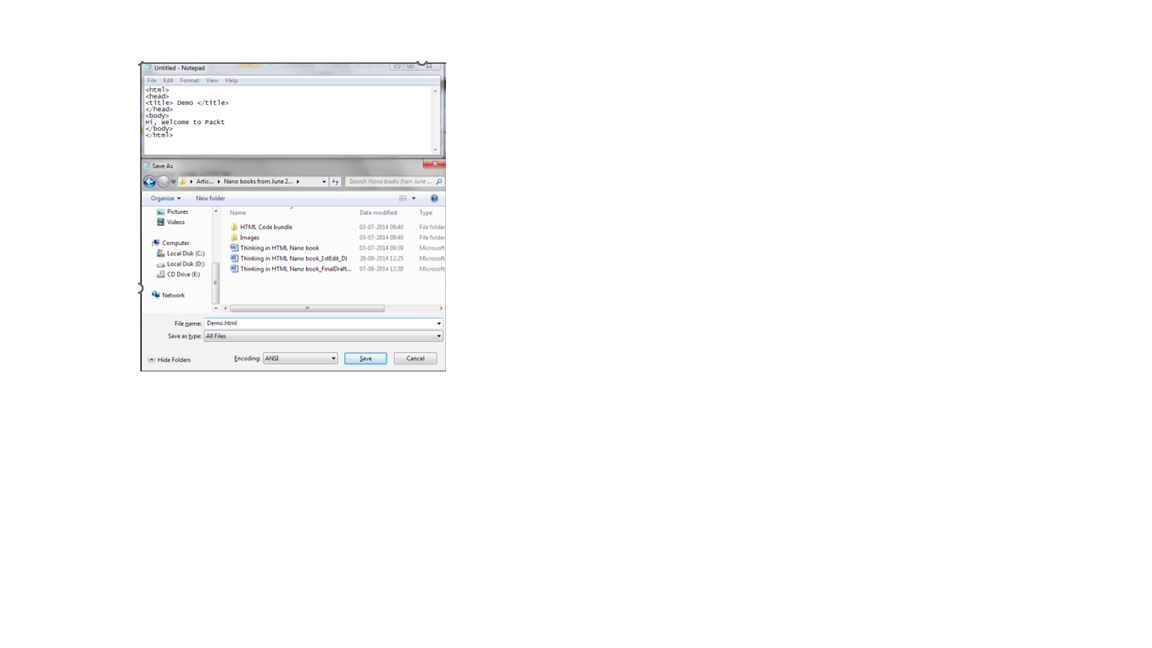 Untitled - Notepad
File Edit Format View Help
<html>
<head>
<title> Demo </title>
</head>
<body>
Hi, Welcome to Packt
</body>
</html>
Save As
Artic... Nano books from June 2... Search Nano books from June ...
Organize New folder
Name Date modified Type
Pictures
Videos
Computer
Local Disk (C:)
Local Disk (D:)
CD Drive (E:)
Network
HTML Code bundle 03-07-2014 09:40 File folder
Images 03-07-2014 09:40 File folder
Thinking in HTML Nano book 03-07-2014 09:39 Microsoft
Thinking in HTML Nano book_1stEdit_DJ 28-08-2014 12:25 Microsoft
Thinking in HTML Nano book_FinalDraft... 07-08-2014 12:39 Microsoft
File name: Demo.html
Save as type: All Files
Hide Folders Encoding: ANSI Save Cancel